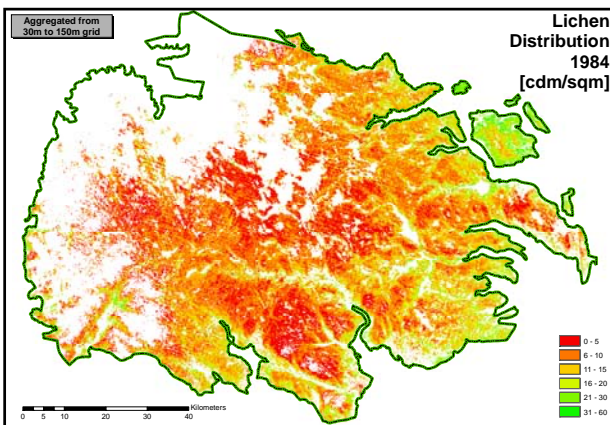 Aggregated from
30m to 150m grid
Lichen
Distribution
1984
[cdm/sqm]
0 - 5
6 - 10
11 - 15
16 - 20
21 - 30
31 - 60
Kilometers
0 5 10 20 30 40